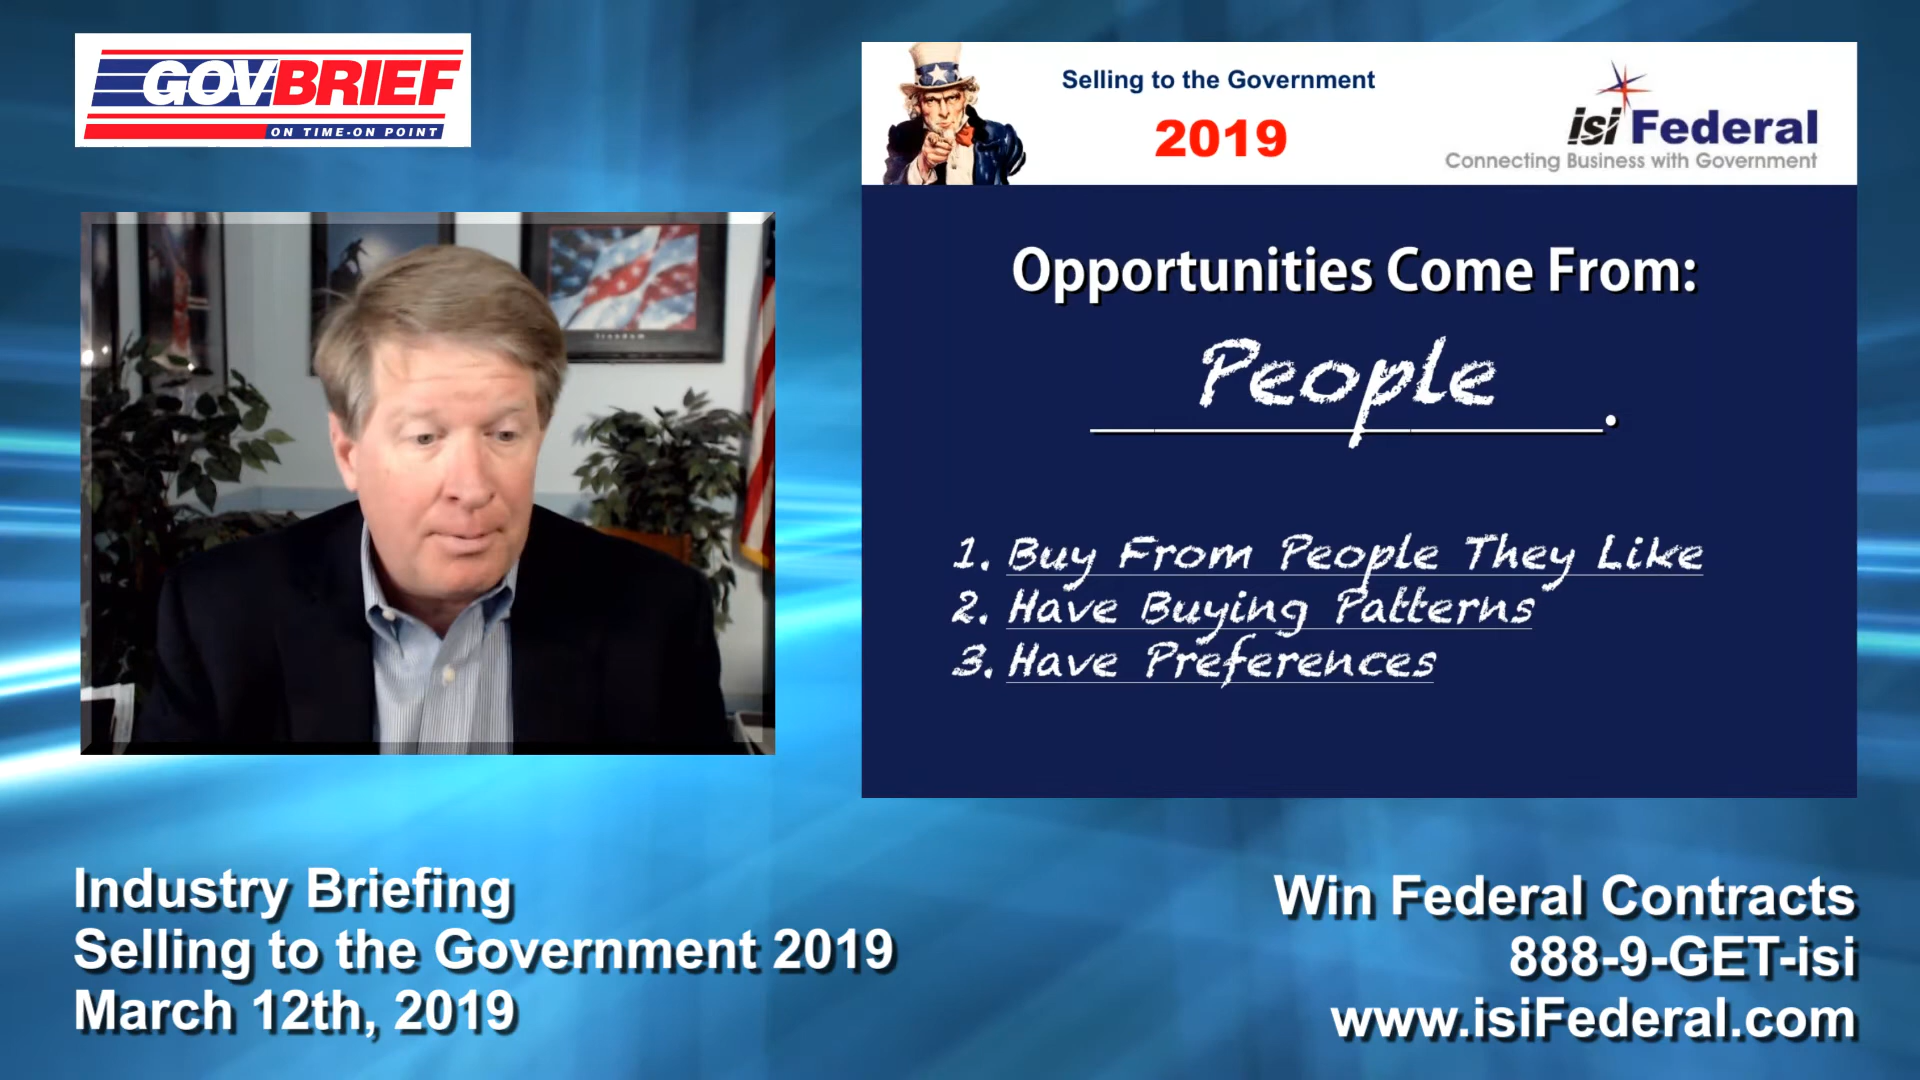 GOVBRIEF
ON TIME-ON POINT
Selling to the Government
2019
isi Federal
Connecting Business with Government
Opportunities Come From:
People.
1. Buy From People They Like
2. Have Buying Patterns
3. Have Preferences
freedom
Industry Briefing
Selling to the Government 2019
March 12th, 2019
Win Federal Contracts
888-9-GET-isi
www.isiFederal.com